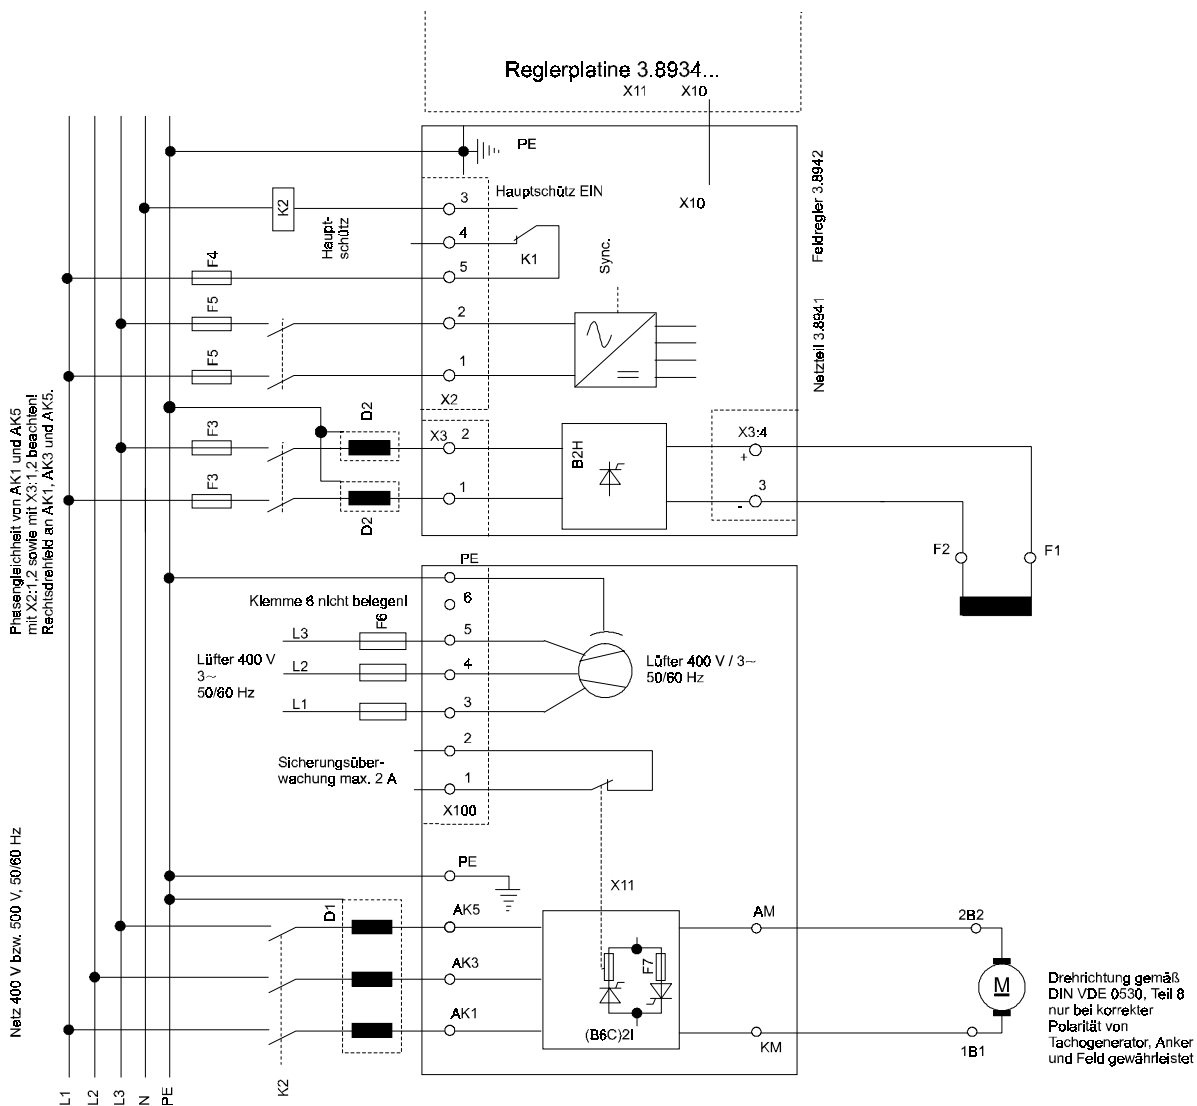 Reglerplatine 3.8934...
X11
X10
PE
Hauptschütz EIN
X10
Feldregler 3.8942
K2
Haupt-
schütz
3
4
K1
Sync.
F4
5
F5
2
Netzteil 3.8941
F5
1
X2
Phasengleichheit von AK1 und AK5
mit X2:1,2 sowie mit X3:1,2 beachten!
Rechtsdrehfeld an AK1, AK3 und AK5.
D2
F3
X3
2
B2H
X3:4
+
F3
1
3
-
D2
F2
F1
PE
Klemme 6 nicht belegen!
6
F6
L3
5
Lüfter 400 V
3~
50/60 Hz
L2
4
Lüfter 400 V / 3~
50/60 Hz
L1
3
2
Sicherungsüber-
wachung max. 2 A
1
X100
Netz 400 V bzw. 500 V, 50/60 Hz
PE
X11
D1
AK5
AM
2B2
AK3
F7
M
Drehrichtung gemäß
DIN VDE 0530, Teil 8
nur bei korrekter
Polarität von
Tachogenerator, Anker
und Feld gewährleistet
AK1
(B6C)2I
KM
1B1
L1
L2
L3
N
PE
K2